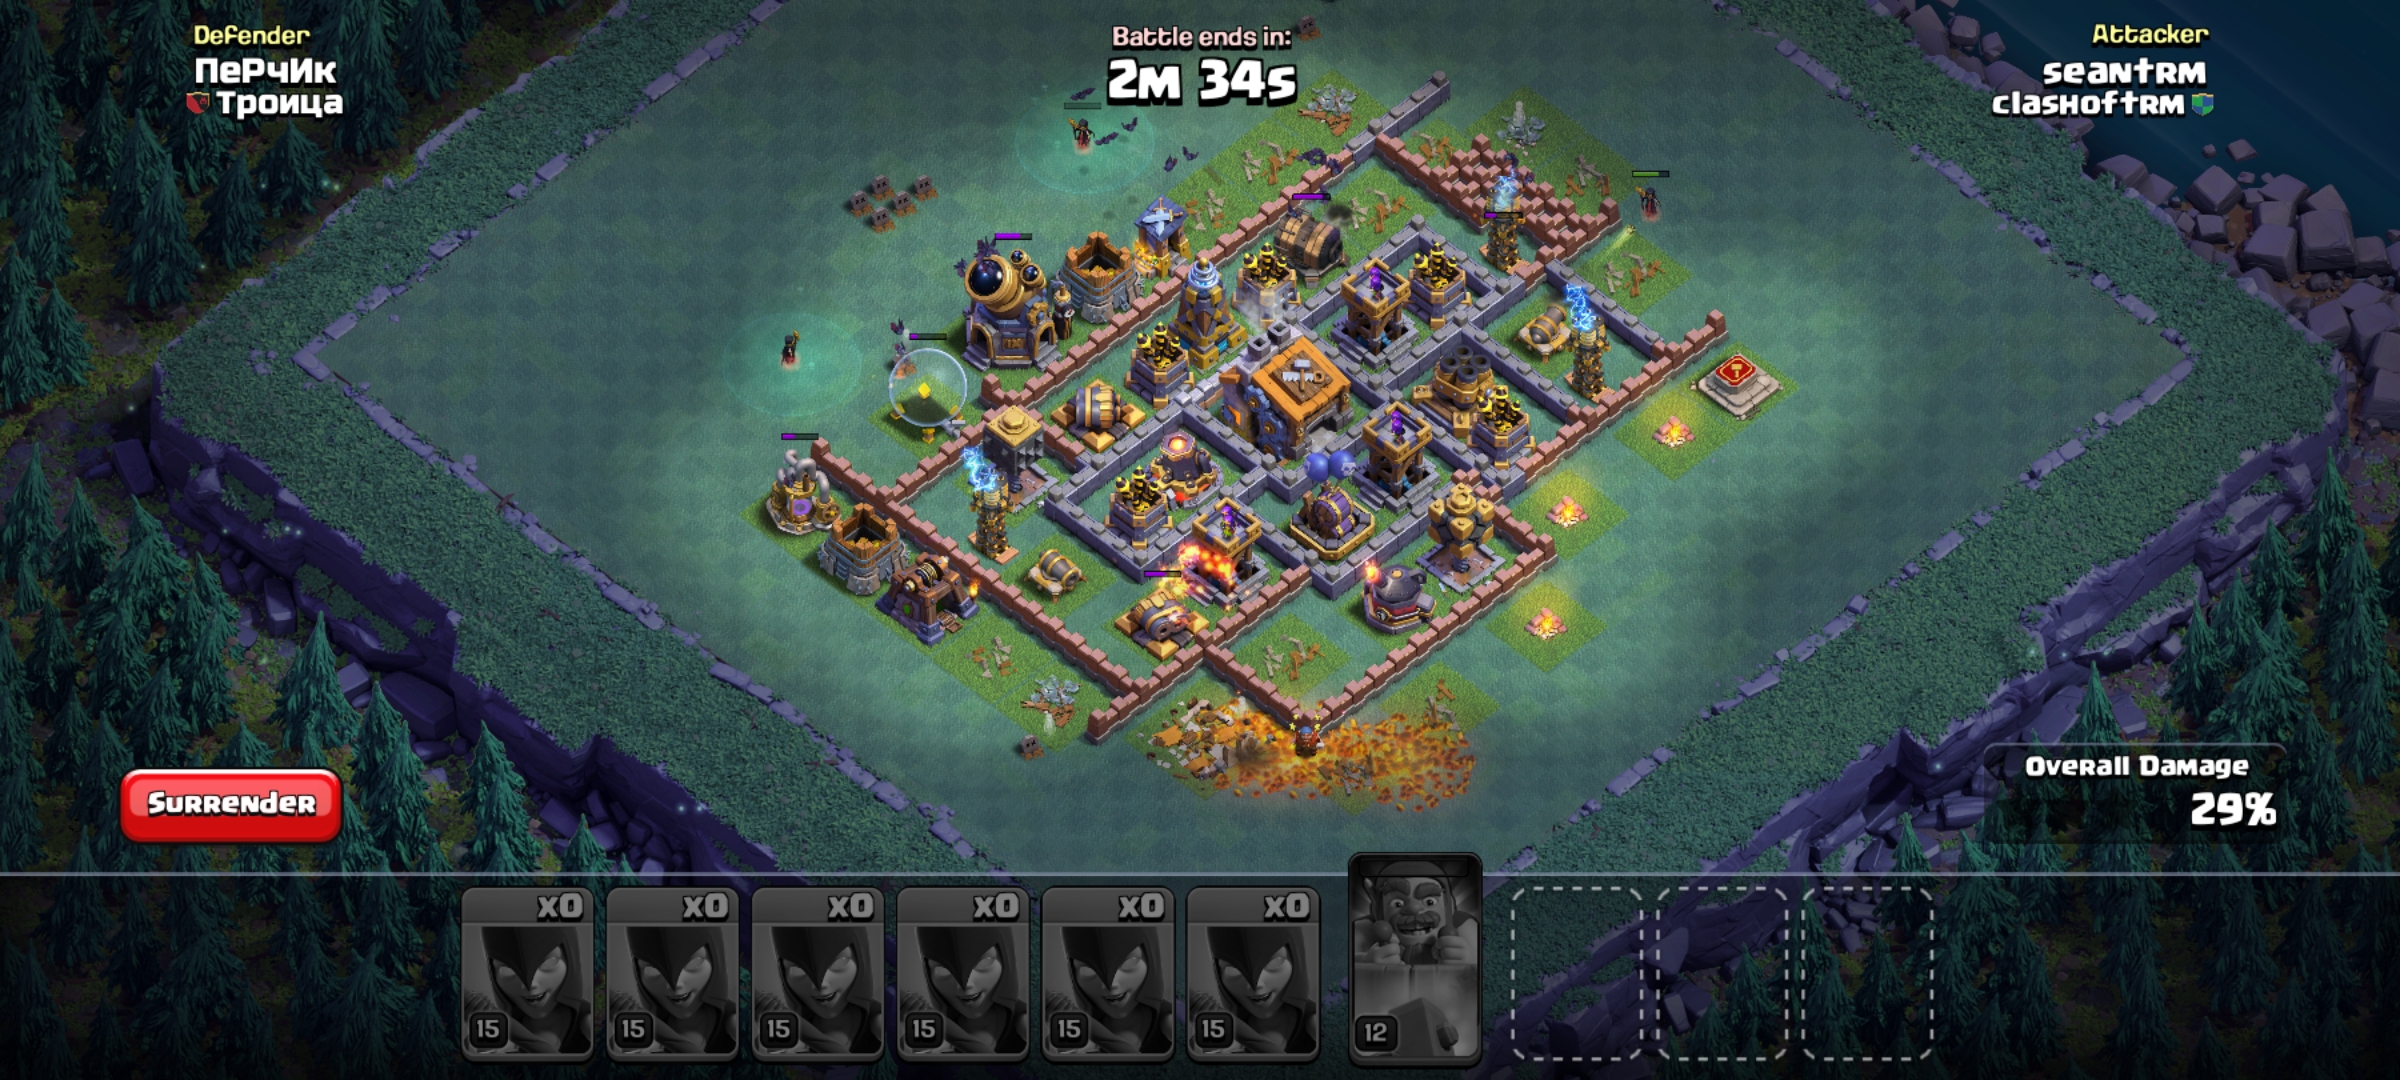 Defender
ПеРчИк
Троица
Battle ends in:
2m 34s
Attacker
seantRM
clashoftRM
Surrender
Overall Damage
29%
x0
x0
x0
x0
x0
x0
15
15
15
15
15
15
12